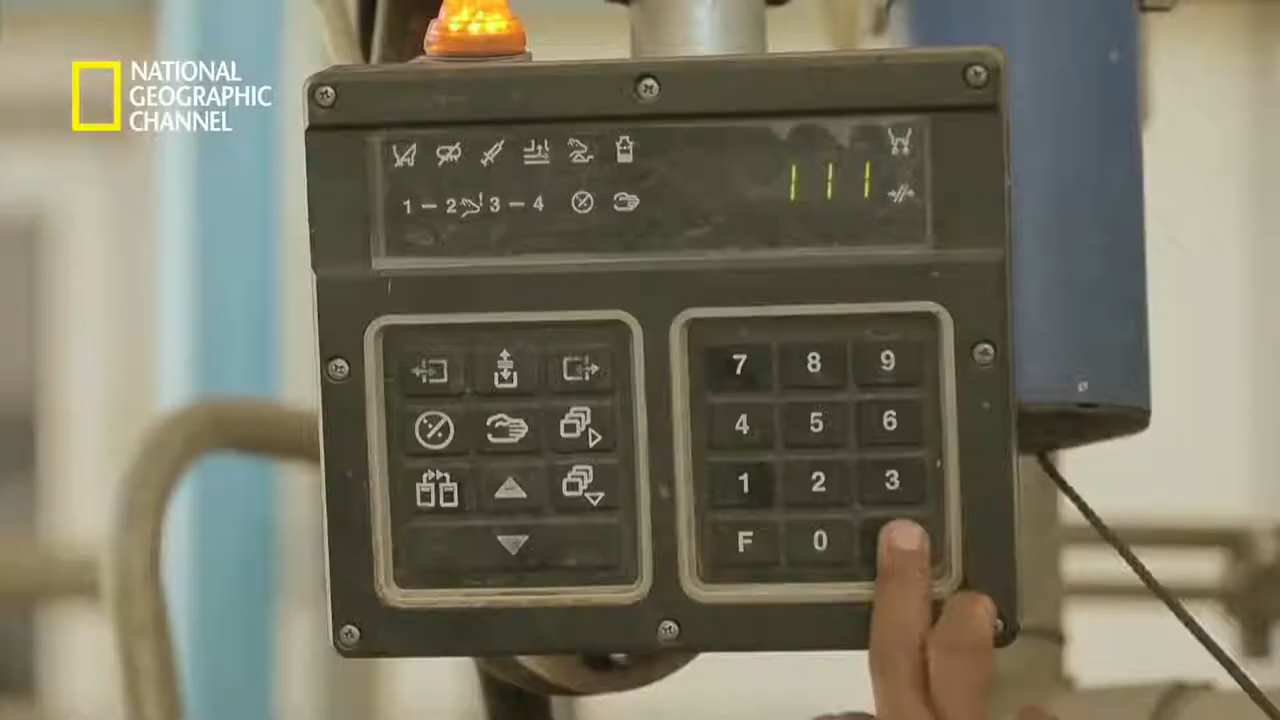 NATIONAL
GEOGRAPHIC
CHANNEL
111
1 - 2 3 - 4
7 8 9
4 5 6
1 2 3
F 0